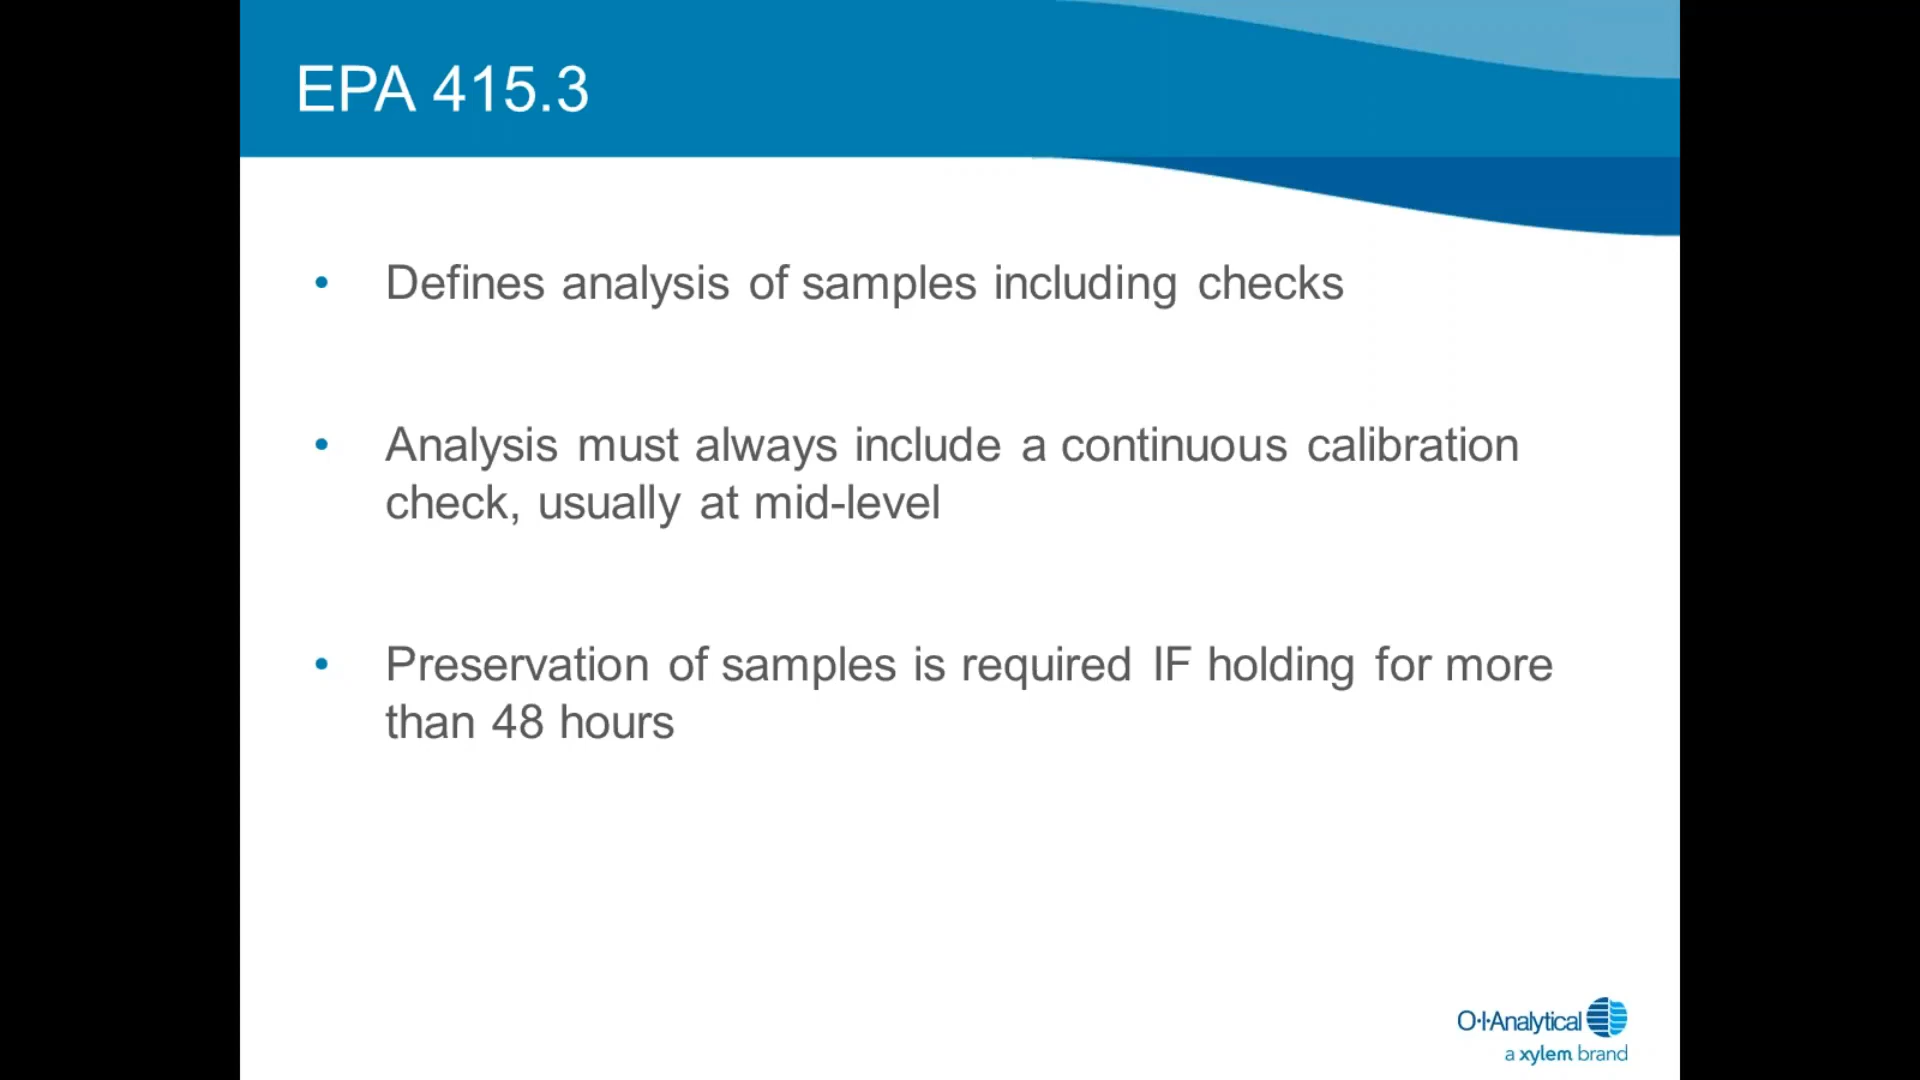 EPA 415.3
• Defines analysis of samples including checks
• Analysis must always include a continuous calibration
check, usually at mid-level
• Preservation of samples is required IF holding for more
than 48 hours
O·I·Analytical
a xylem brand